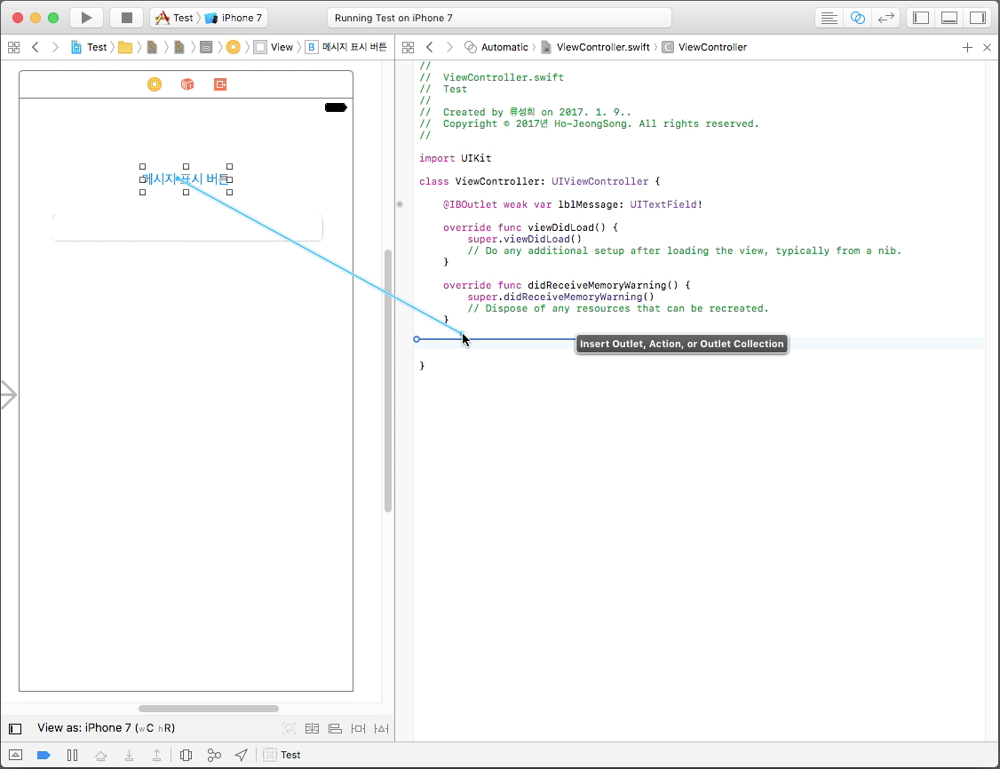 Test iPhone 7
Running Test on iPhone 7
Test View B 메시지 표시 버튼
Automatic ViewController.swift C ViewController
메시지 표시 버튼
//
//  ViewController.swift
//  Test
//
//  Created by 류성희 on 2017. 1. 9..
//  Copyright © 2017년 Ho-JeongSong. All rights reserved.
//
import UIKit
class ViewController: UIViewController {
@IBOutlet weak var lblMessage: UITextField!
override func viewDidLoad() {
super.viewDidLoad()
// Do any additional setup after loading the view, typically from a nib.
}
override func didReceiveMemoryWarning() {
super.didReceiveMemoryWarning()
// Dispose of any resources that can be recreated.
}
Insert Outlet, Action, or Outlet Collection
}
View as: iPhone 7 (wC hR)
Test